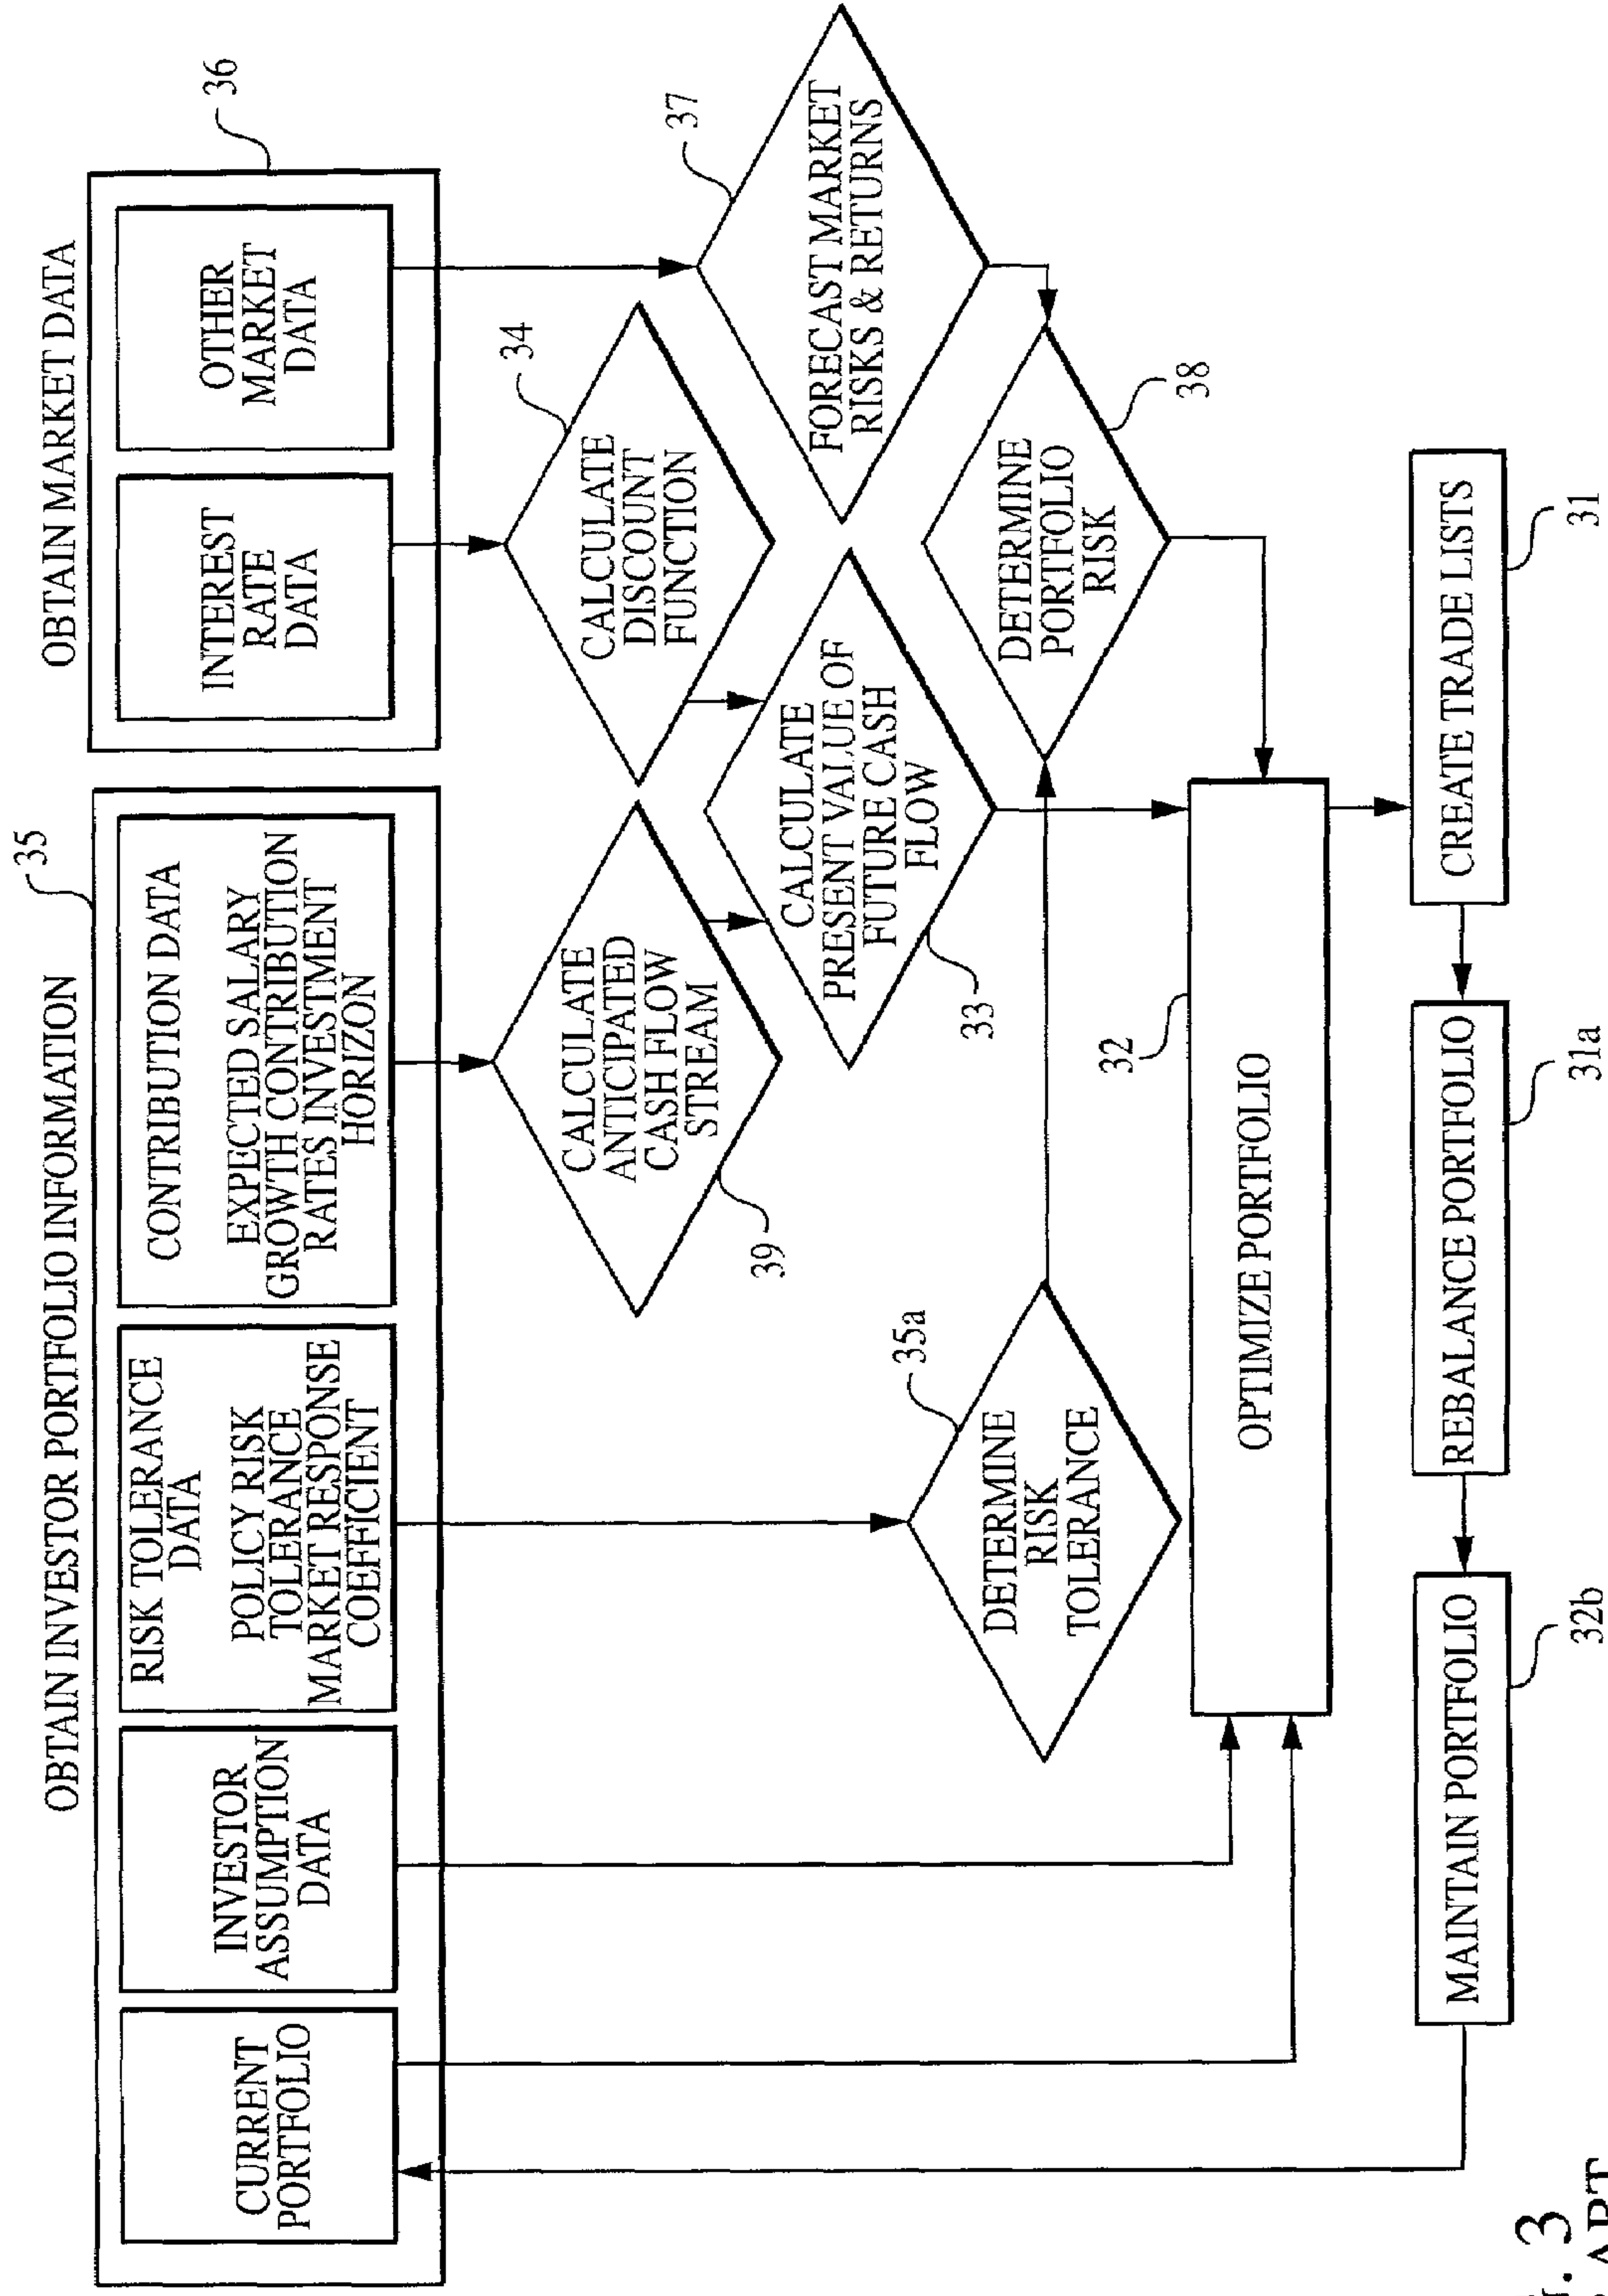 OBTAIN INVESTOR PORTFOLIO INFORMATION
35
CURRENT
PORTFOLIO
INVESTOR
ASSUMPTION
DATA
RISK TOLERANCE
DATA
POLICY RISK
TOLERANCE
MARKET RESPONSE
COEFFICIENT
CONTRIBUTION DATA
EXPECTED SALARY
GROWTH CONTRIBUTION
RATES INVESTMENT
HORIZON
OBTAIN MARKET DATA
36
INTEREST
RATE
DATA
OTHER
MARKET
DATA
CALCULATE
ANTICIPATED
CASH FLOW
STREAM
39
CALCULATE
DISCOUNT
FUNCTION
34
CALCULATE
PRESENT VALUE OF
FUTURE CASH
FLOW
33
FORECAST MARKET
RISKS & RETURNS
37
DETERMINE
RISK
TOLERANCE
35a
DETERMINE
PORTFOLIO
RISK
38
OPTIMIZE PORTFOLIO
32
MAINTAIN PORTFOLIO
32b
REBALANCE PORTFOLIO
31a
CREATE TRADE LISTS
31
3
ART